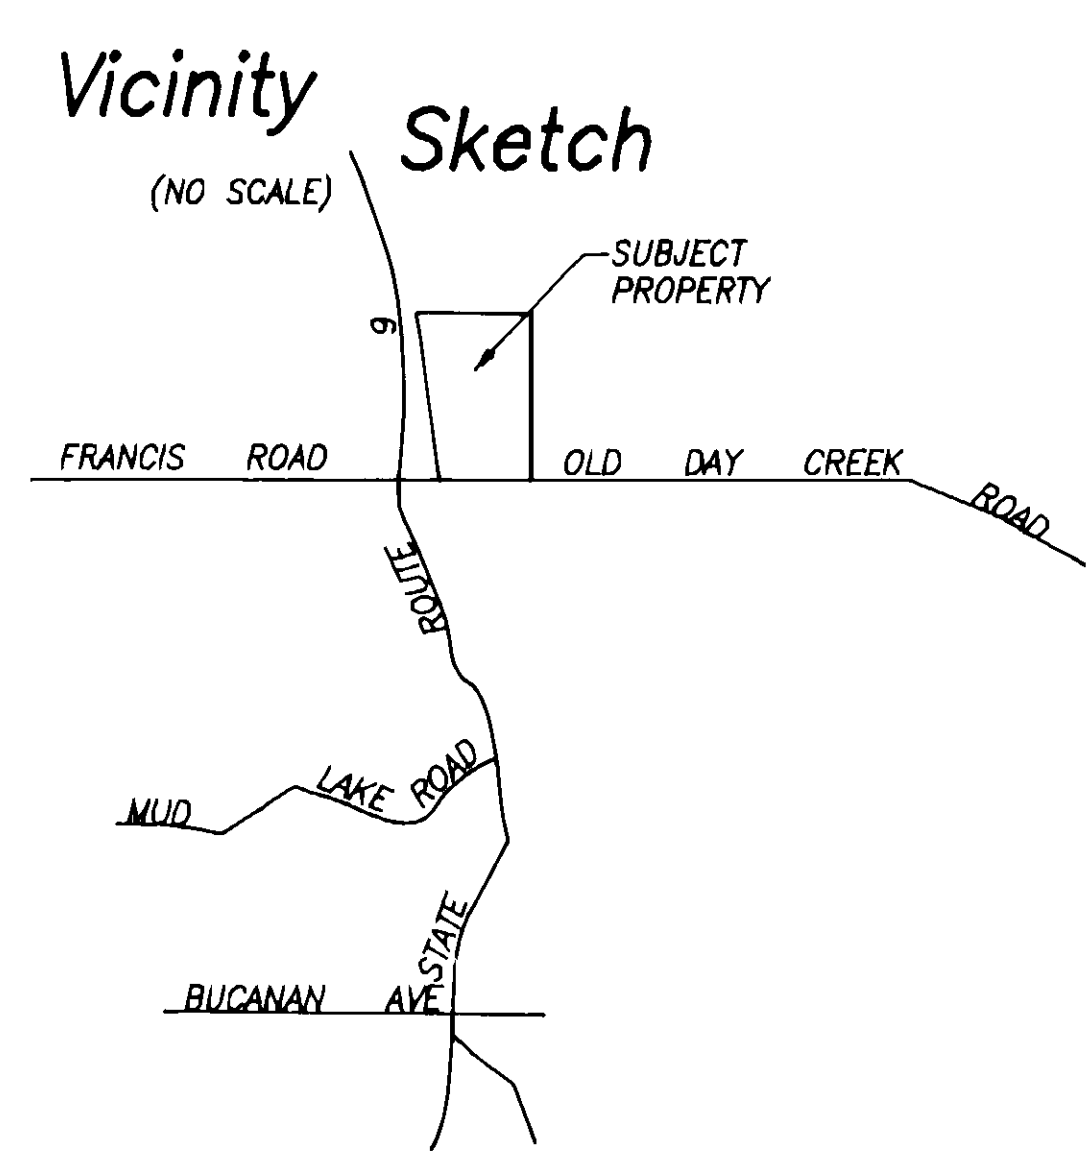 Vicinity
Sketch
(NO SCALE)
SUBJECT
PROPERTY
FRANCIS ROAD
OLD DAY CREEK ROAD
STATE ROUTE 9
MUD LAKE ROAD
BUCANAN AVE